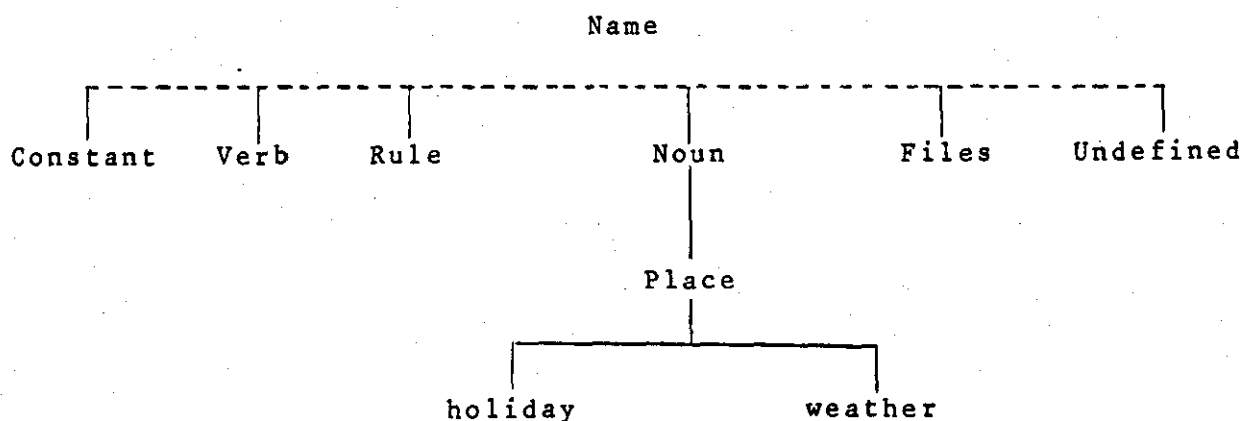 Name
Constant Verb Rule Noun Files Undefined
Place
holiday weather